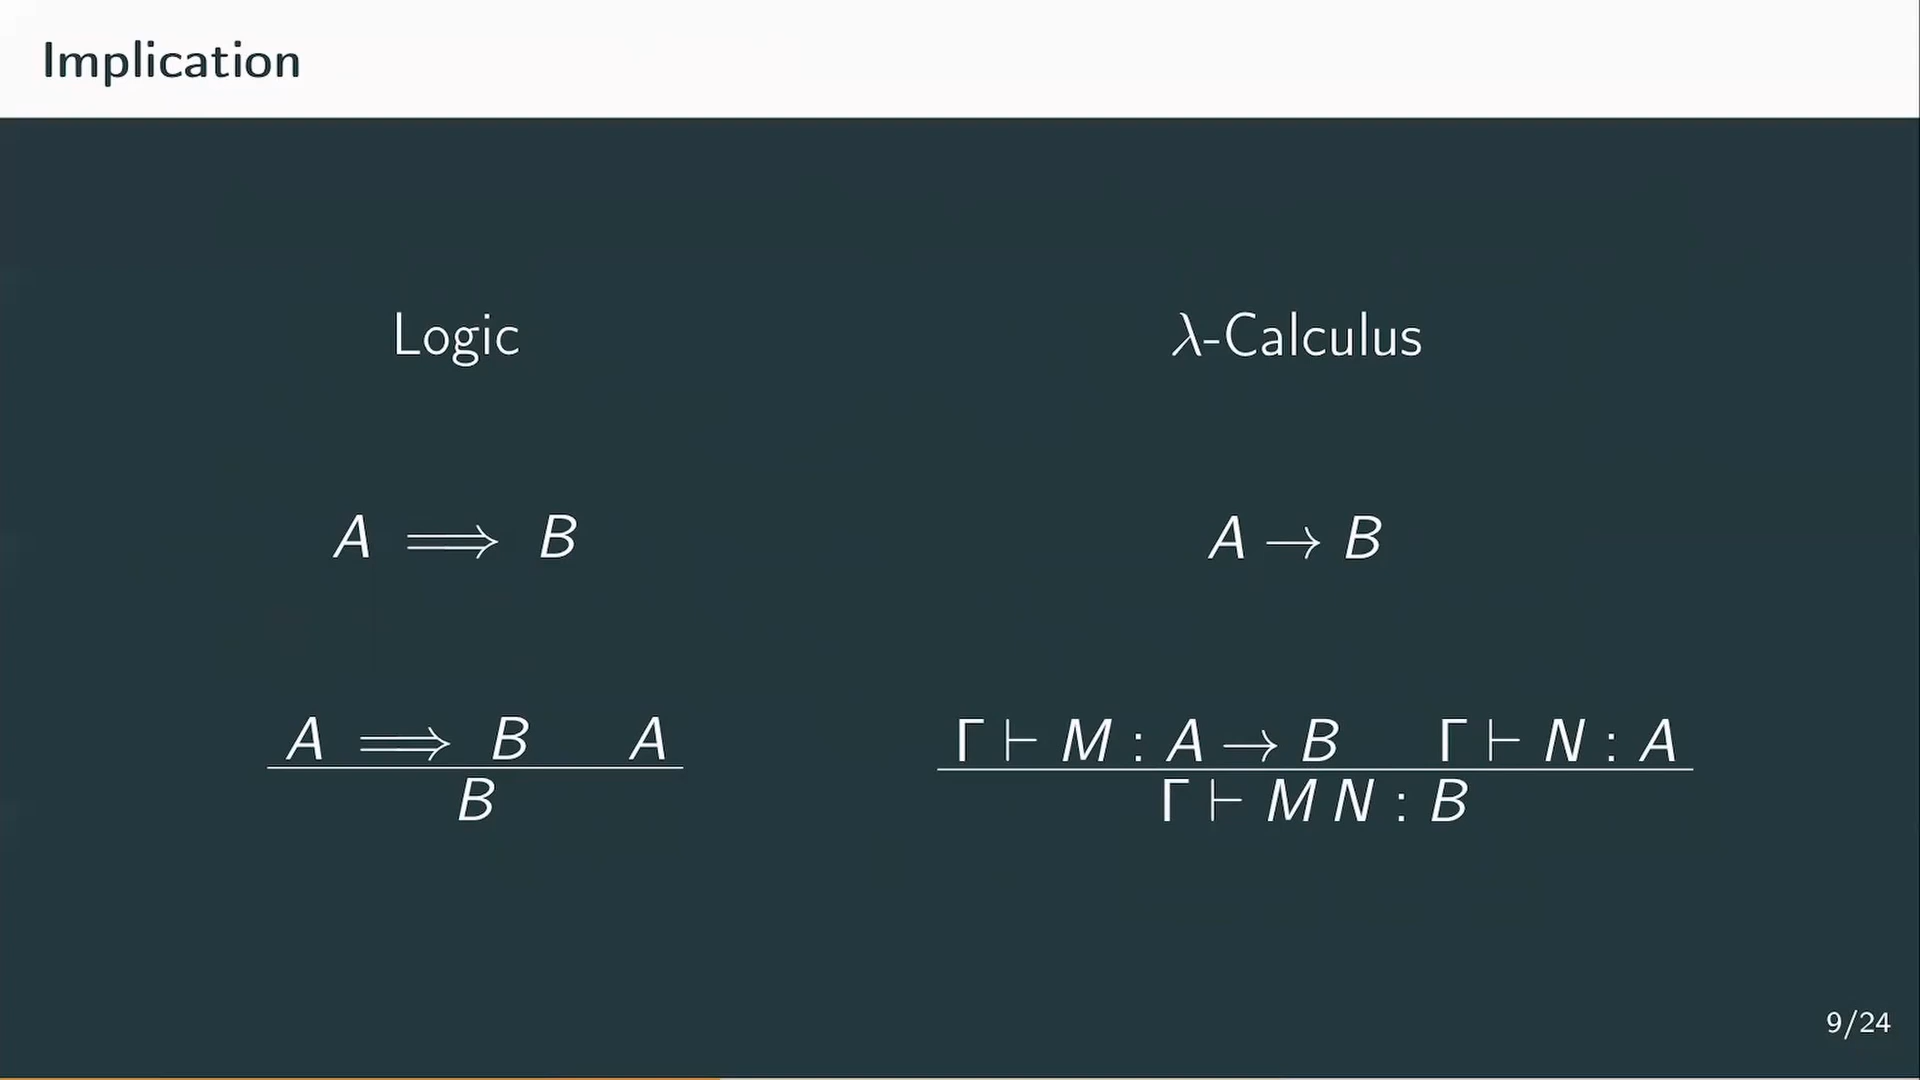 Implication
Logic
λ-Calculus
A ⟹ B
A → B
A ⟹ B A
B
Γ ⊢ M : A → B Γ ⊢ N : A
Γ ⊢ M N : B
9/24